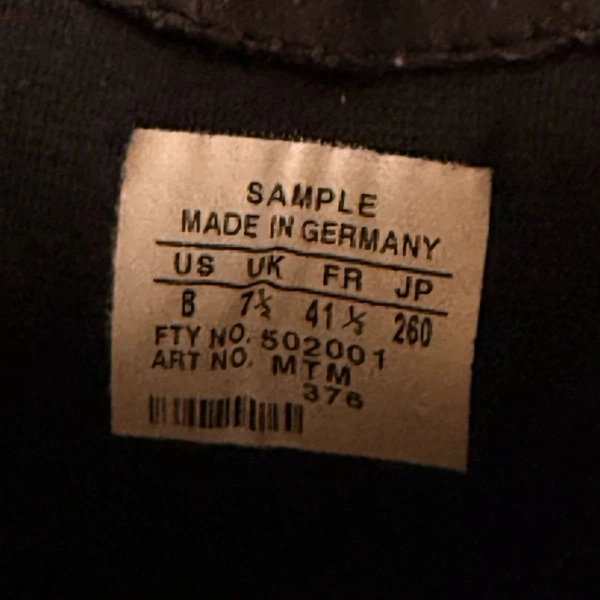 SAMPLE
MADE IN GERMANY
US UK FR JP
8 7½ 41⅓ 260
FTY NO. 502001
ART NO. MTM
376